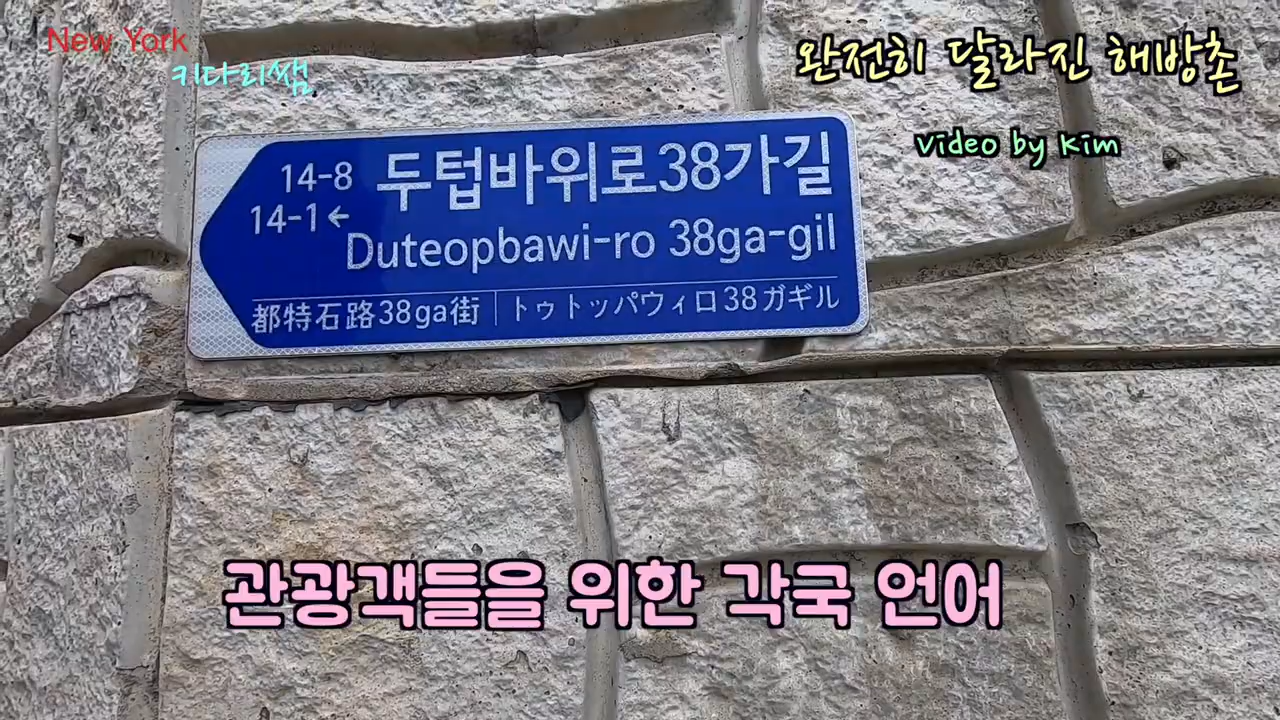 New York
키다리쌤
완전히 달라진 해방촌
video by Kim
14-8 두텁바위로38가길
14-1← Duteopbawi-ro 38ga-gil
都特石路38ga街 | トゥトッパウィロ38ガギル
관광객들을 위한 각국 언어